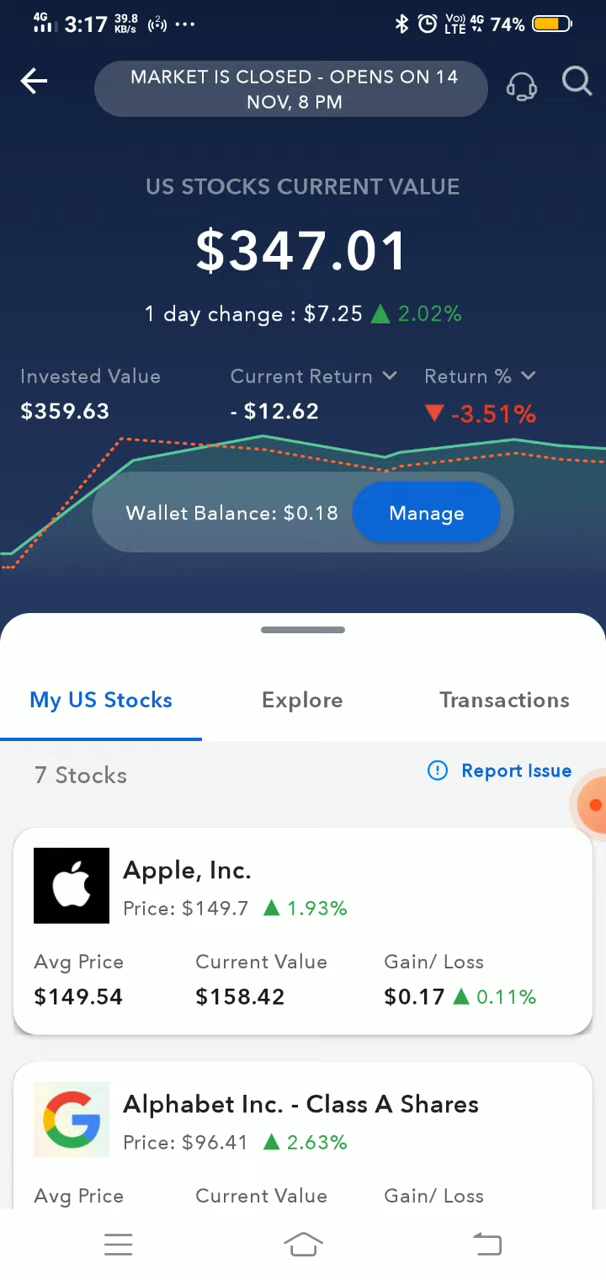 4G 3:17 39.8 KB/s ... Vo) LTE 4G 74%
MARKET IS CLOSED - OPENS ON 14
NOV, 8 PM
US STOCKS CURRENT VALUE
$347.01
1 day change : $7.25 ▲ 2.02%
Invested Value Current Return Return %
$359.63 - $12.62 ▼ -3.51%
Wallet Balance: $0.18 Manage
My US Stocks Explore Transactions
7 Stocks Report Issue
Apple, Inc.
Price: $149.7 ▲ 1.93%
Avg Price Current Value Gain/ Loss
$149.54 $158.42 $0.17 ▲ 0.11%
Alphabet Inc. - Class A Shares
Price: $96.41 ▲ 2.63%
Avg Price Current Value Gain/ Loss